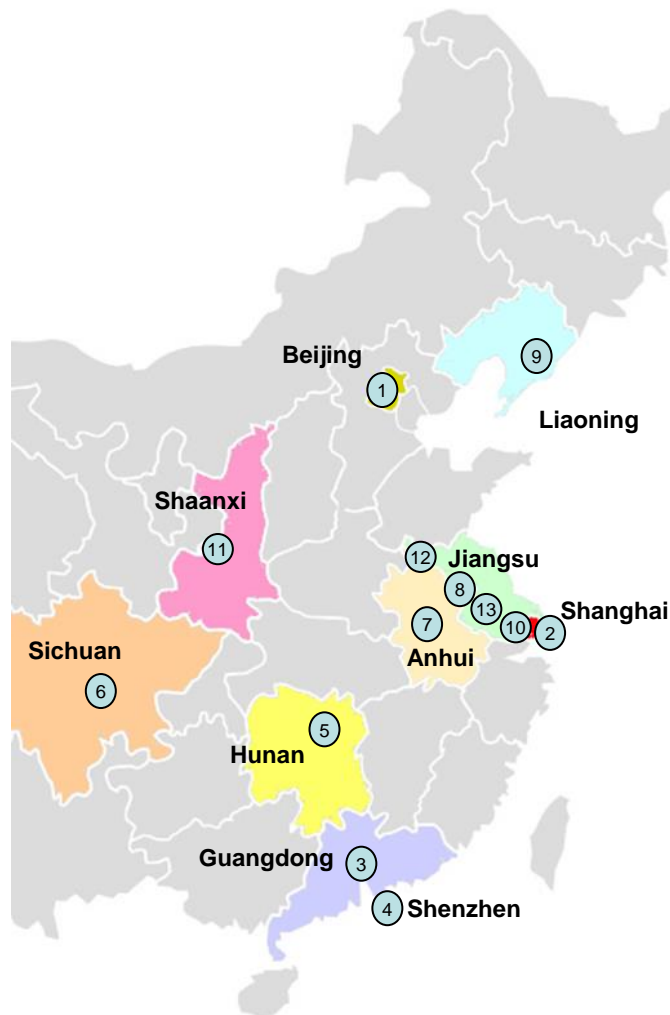 Beijing
1
9
Liaoning
Shaanxi
11
12
Jiangsu
8
13
Shanghai
10
2
7
Anhui
Sichuan
6
5
Hunan
Guangdong
3
4
Shenzhen